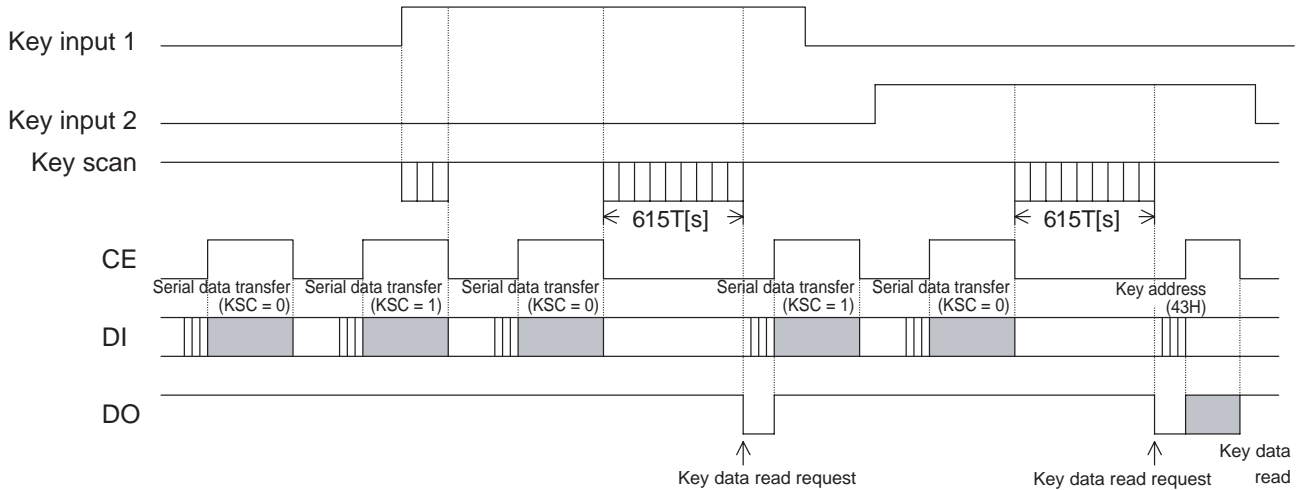 Key input 1
Key input 2
Key scan
615T[s]
615T[s]
CE
Serial data transfer
(KSC = 0)
Serial data transfer
(KSC = 1)
Serial data transfer
(KSC = 0)
Serial data transfer
(KSC = 1)
Serial data transfer
(KSC = 0)
Key address
(43H)
DI
DO
Key data read request
Key data read request
Key data
read